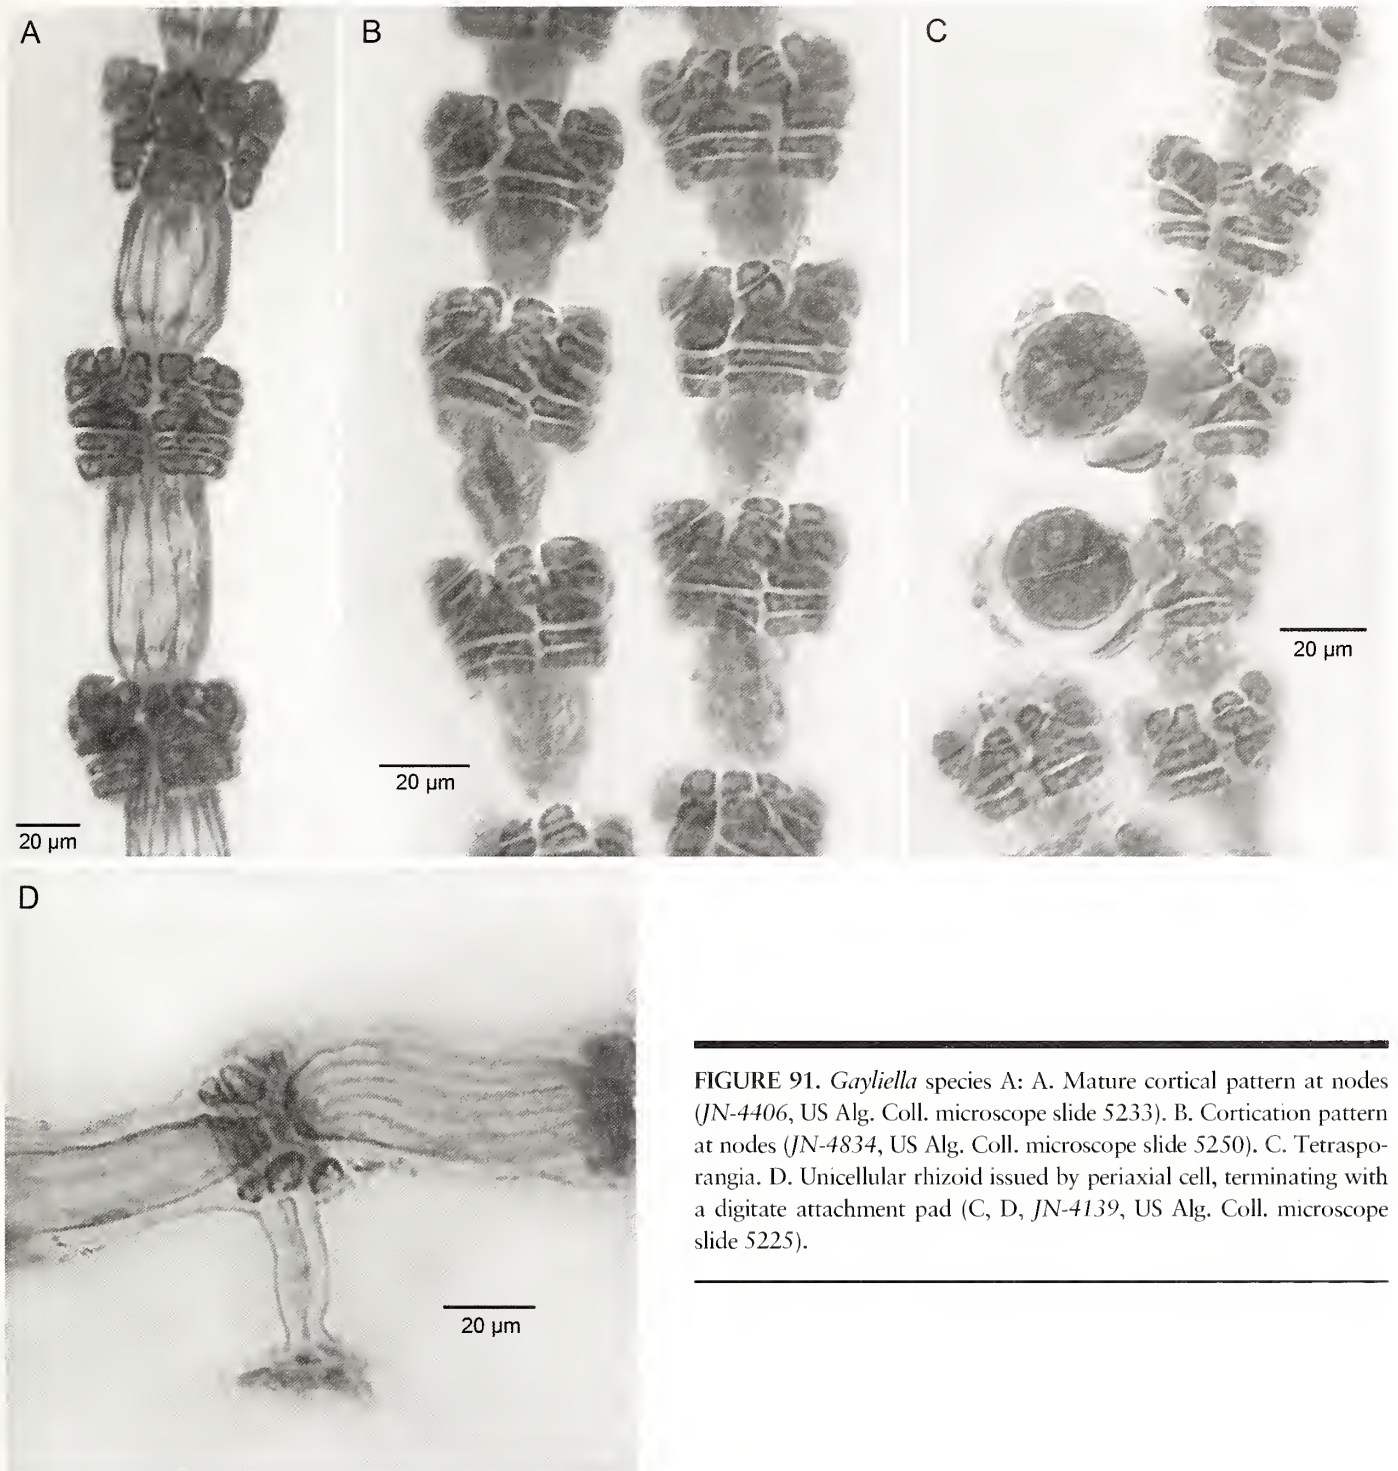 A
B
C
20 µm
20 µm
20 µm
D
20 µm
FIGURE 91. Gayliella species A: A. Mature cortical pattern at nodes
(JN-4406, US Alg. Coll. microscope slide 5233). B. Cortication pattern
at nodes (JN-4834, US Alg. Coll. microscope slide 5250). C. Tetraspo-
rangia. D. Unicellular rhizoid issued by periaxial cell, terminating with
a digitate attachment pad (C, D, JN-4139, US Alg. Coll. microscope
slide 5225).